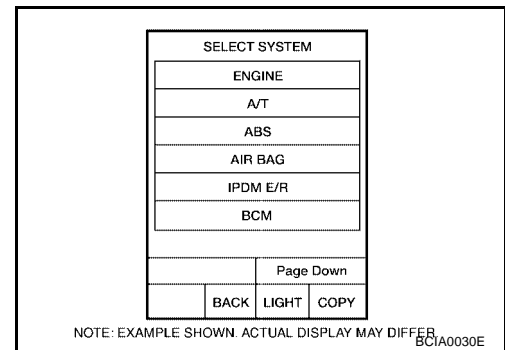 SELECT SYSTEM
ENGINE
A/T
ABS
AIR BAG
IPDM E/R
BCM
Page Down
BACK LIGHT COPY
NOTE: EXAMPLE SHOWN. ACTUAL DISPLAY MAY DIFFER.
BCIA0030E